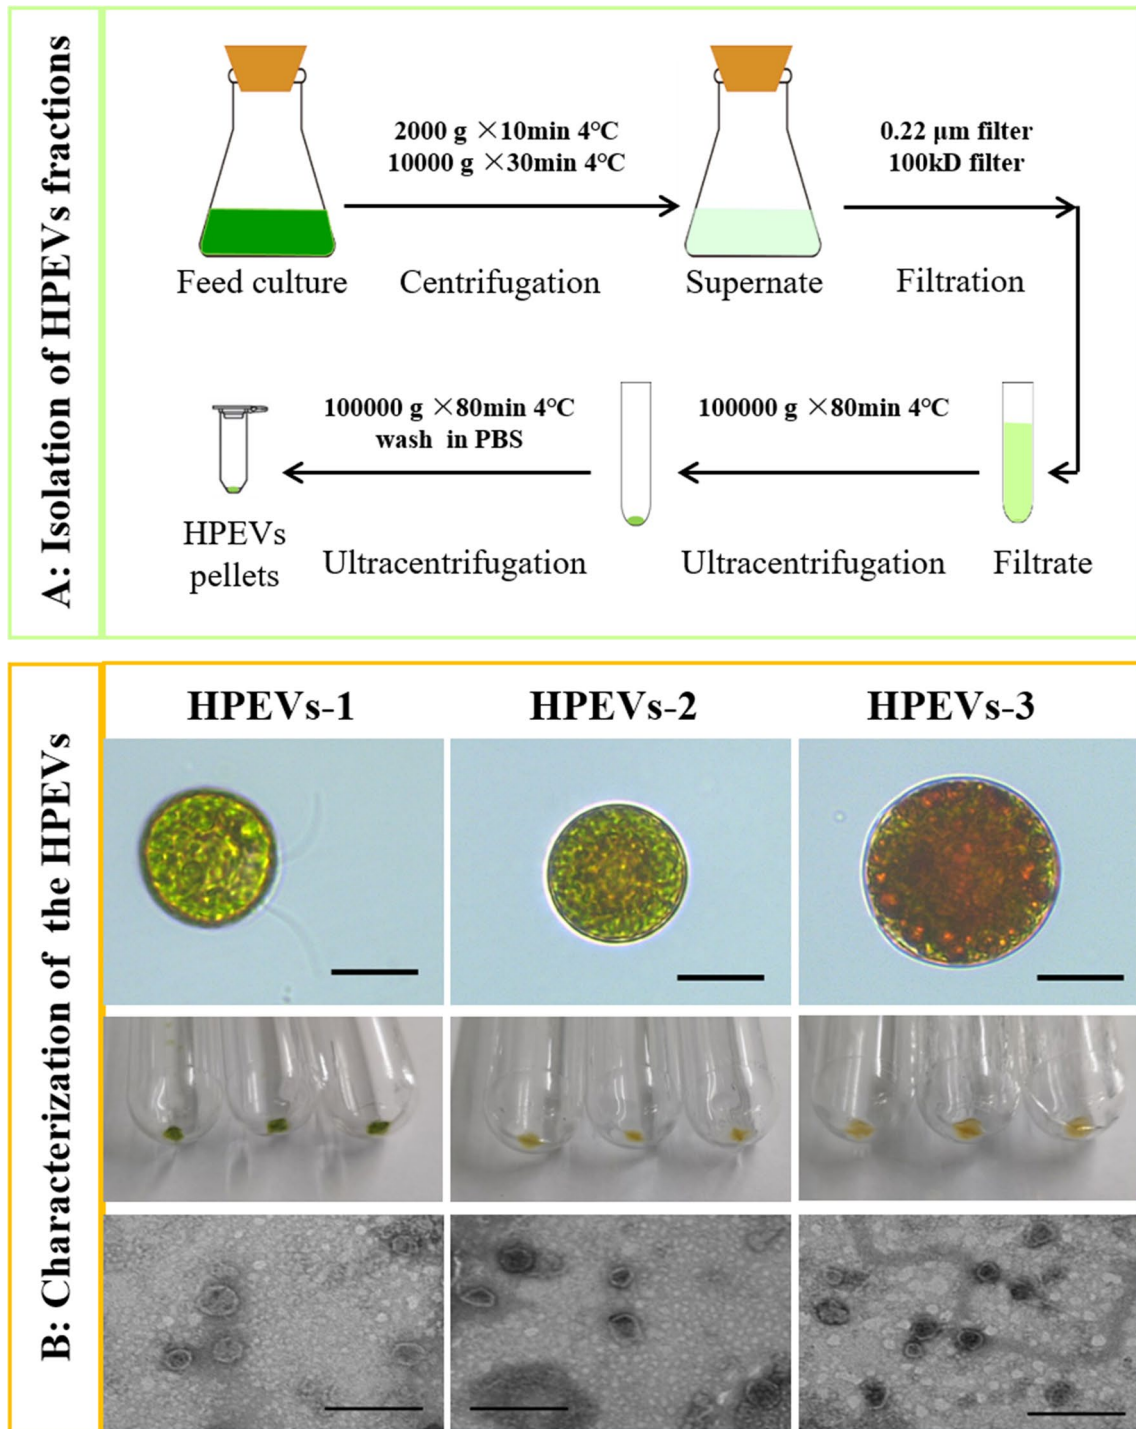 A: Isolation of HPEVs fractions
2000 g ×10min 4℃
10000 g ×30min 4℃
0.22 μm filter
100kD filter
Feed culture
Centrifugation
Supernate
Filtration
100000 g ×80min 4℃
wash in PBS
100000 g ×80min 4℃
HPEVs
pellets
Ultracentrifugation
Ultracentrifugation
Filtrate
B: Characterization of the HPEVs
HPEVs-1
HPEVs-2
HPEVs-3